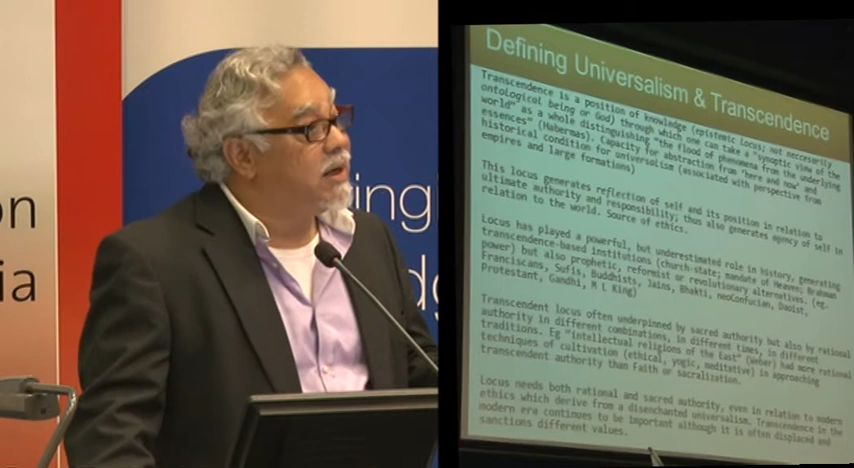 on
ia
ing
dg
Defining Universalism & Transcendence
Transcendence is a position of knowledge (epistemic locus; not neccesorily
ontological being or God) through which one can take a "synoptic view of the
world" as a whole distinguishing "the flood of phenomena from the underlying
essences" (Habermas). Capacity for abstraction from 'here and now' and
historical condition for universalism (associated with perspective from
empires and large formations)
This locus generates reflection of self and its position in relation to
ultimate authority and responsibility; thus also generates agency of self in
relation to the world. Source of ethics.
Locus has played a powerful, but underestimated role in history, generating
transcendence-based institutions (church-state; mandate of Heaven; Brahman
power) but also prophetic, reformist or revolutionary alternatives. (eg.
Franciscans, Sufis, Buddhists, Jains, Bhakti, neoConfucian, Daoist,
Protestant, Gandhi, M L King)
Transcendent locus often underpinned by sacred authority but also by rational
authority in different combinations, in different times, in different
traditions. Eg "intellectual religions of the East" (Weber) had more rational
techniques of cultivation (ethical, yogic, meditative) in approaching
transcendent authority than Faith or sacralization.
Locus needs both rational and sacred authority, even in relation to modern
ethics which derive from a disenchanted universalism. Transcendence in the
modern era continues to be important although it is often displaced and
sanctions different values.